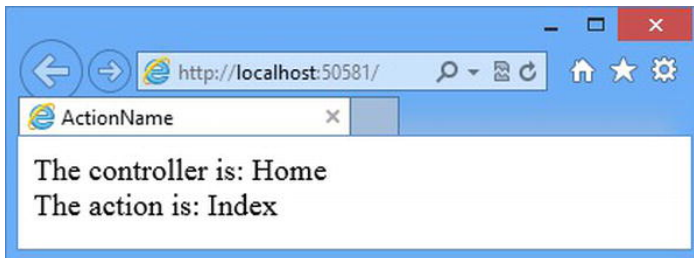 http://localhost:50581/
ActionName
The controller is: Home
The action is: Index